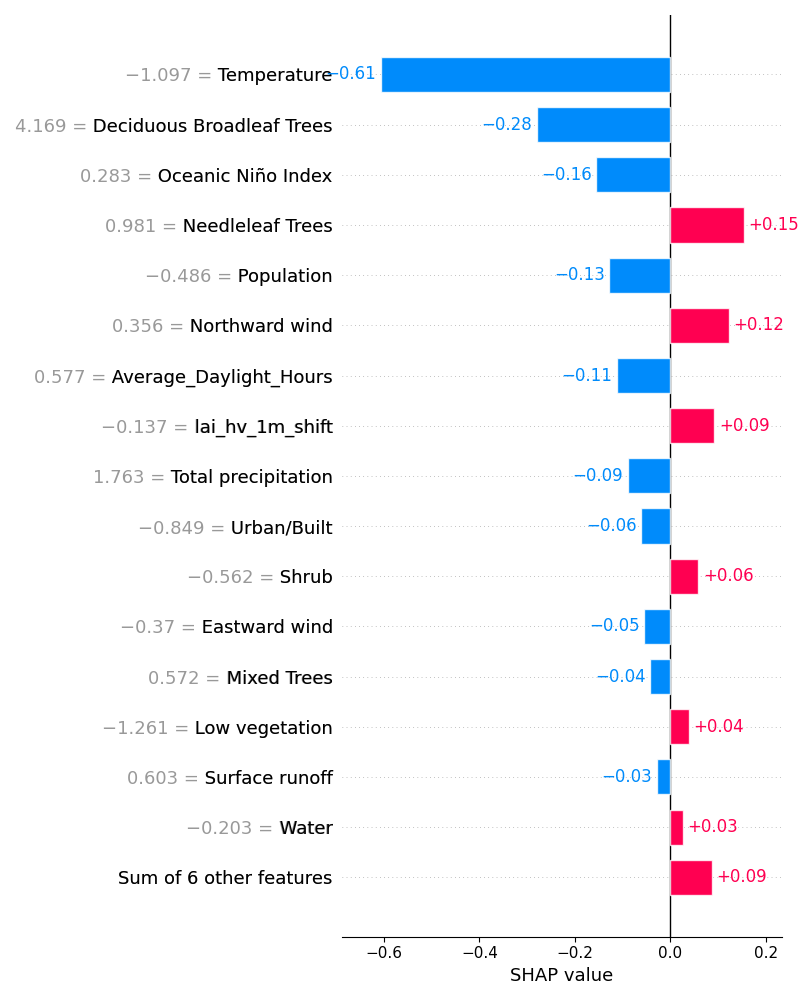 −1.097 = Temperature −0.61
4.169 = Deciduous Broadleaf Trees −0.28
0.283 = Oceanic Niño Index −0.16
0.981 = Needleleaf Trees +0.15
−0.486 = Population −0.13
0.356 = Northward wind +0.12
0.577 = Average_Daylight_Hours −0.11
−0.137 = lai_hv_1m_shift +0.09
1.763 = Total precipitation −0.09
−0.849 = Urban/Built −0.06
−0.562 = Shrub +0.06
−0.37 = Eastward wind −0.05
0.572 = Mixed Trees −0.04
−1.261 = Low vegetation +0.04
0.603 = Surface runoff −0.03
−0.203 = Water +0.03
Sum of 6 other features +0.09
−0.6 −0.4 −0.2 0.0 0.2
SHAP value